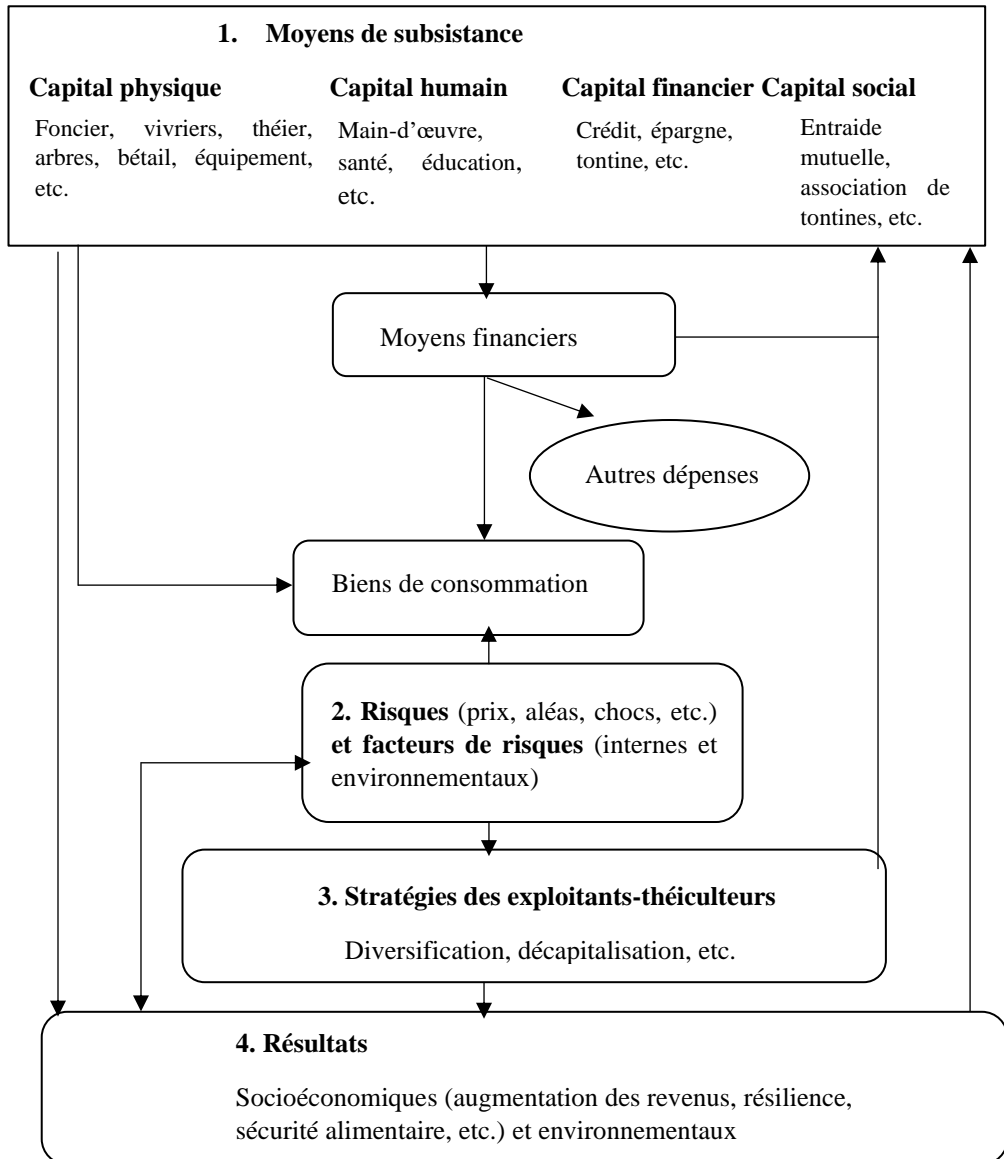 1. Moyens de subsistance
Capital physique
Foncier, vivriers, théier,
arbres, bétail, équipement,
etc.
Capital humain
Main-d'œuvre,
santé, éducation,
etc.
Capital financier
Crédit, épargne,
tontine, etc.
Capital social
Entraide
mutuelle,
association de
tontines, etc.
Moyens financiers
Autres dépenses
Biens de consommation
2. Risques (prix, aléas, chocs, etc.)
et facteurs de risques (internes et
environnementaux)
3. Stratégies des exploitants-théiculteurs
Diversification, décapitalisation, etc.
4. Résultats
Socioéconomiques (augmentation des revenus, résilience,
sécurité alimentaire, etc.) et environnementaux